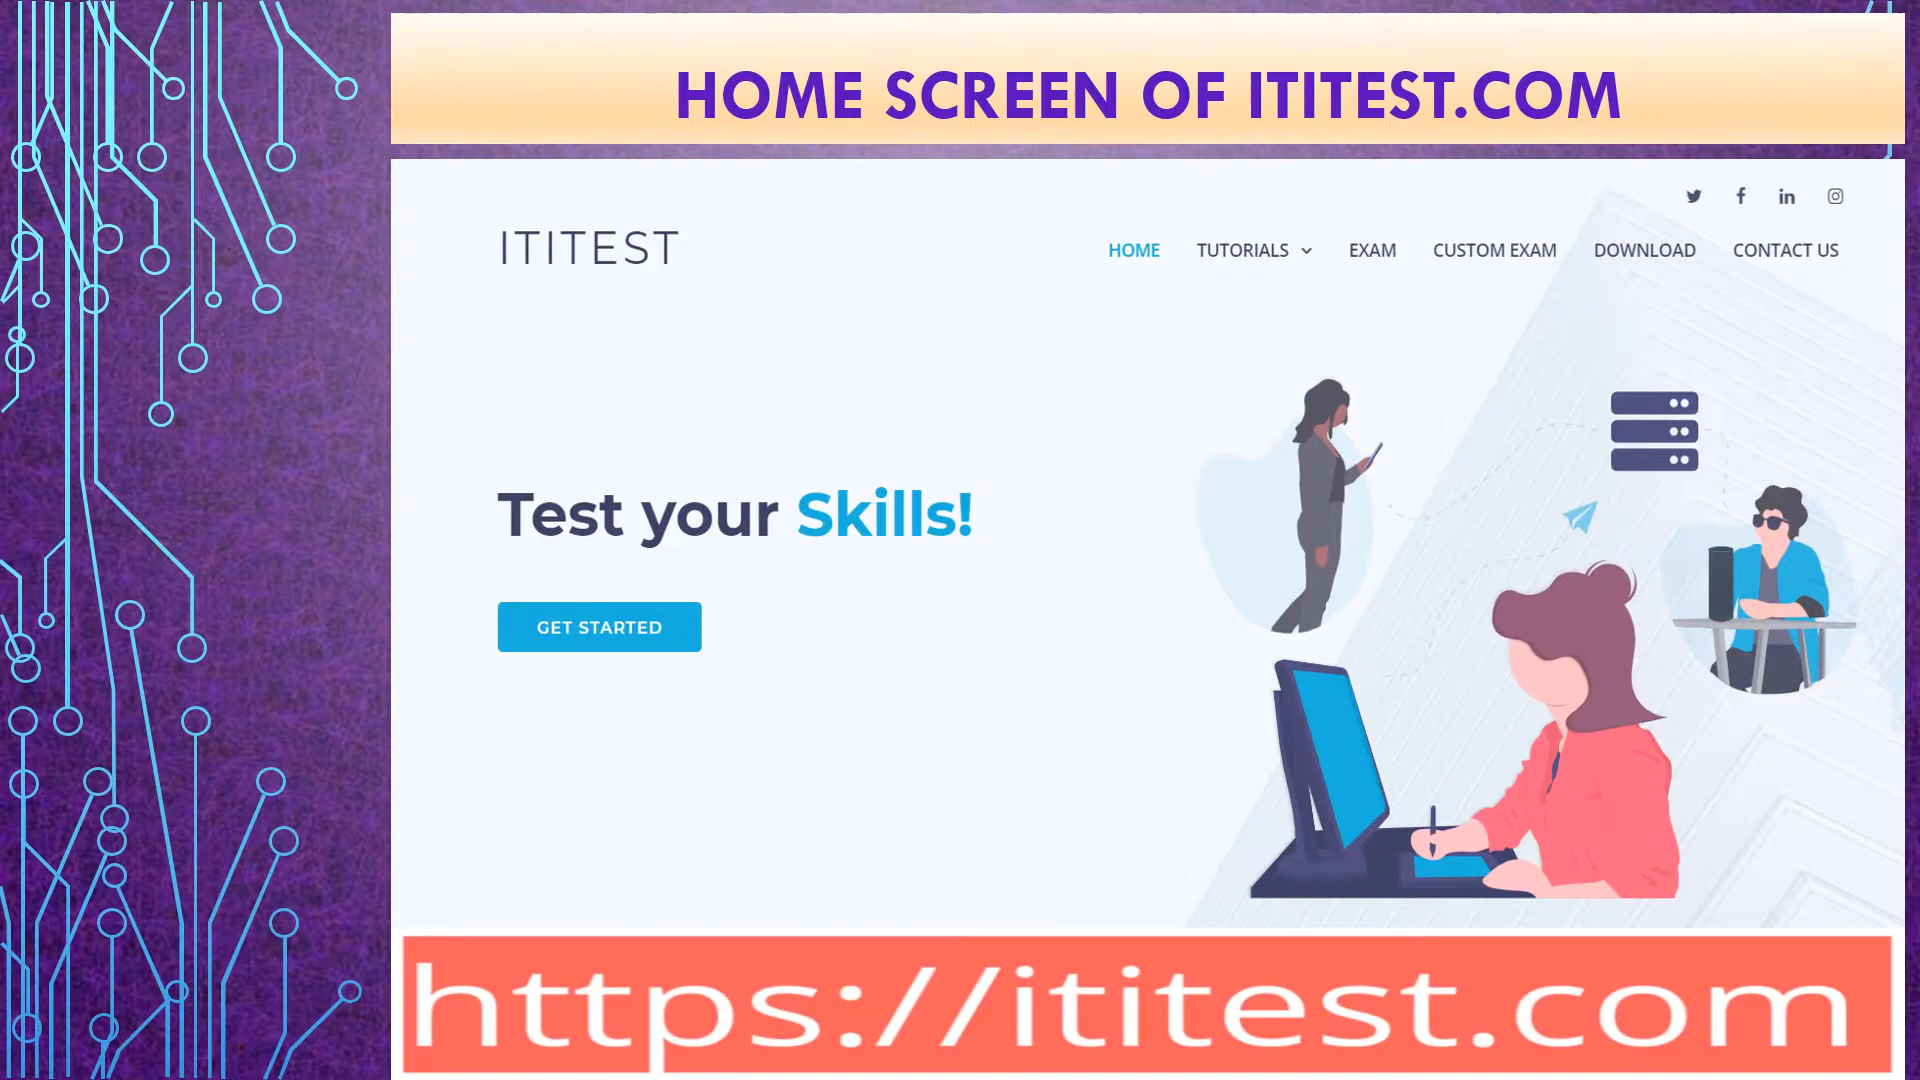 HOME SCREEN OF ITITEST.COM
ITITEST
HOME TUTORIALS EXAM CUSTOM EXAM DOWNLOAD CONTACT US
Test your Skills!
GET STARTED
https://ititest.com